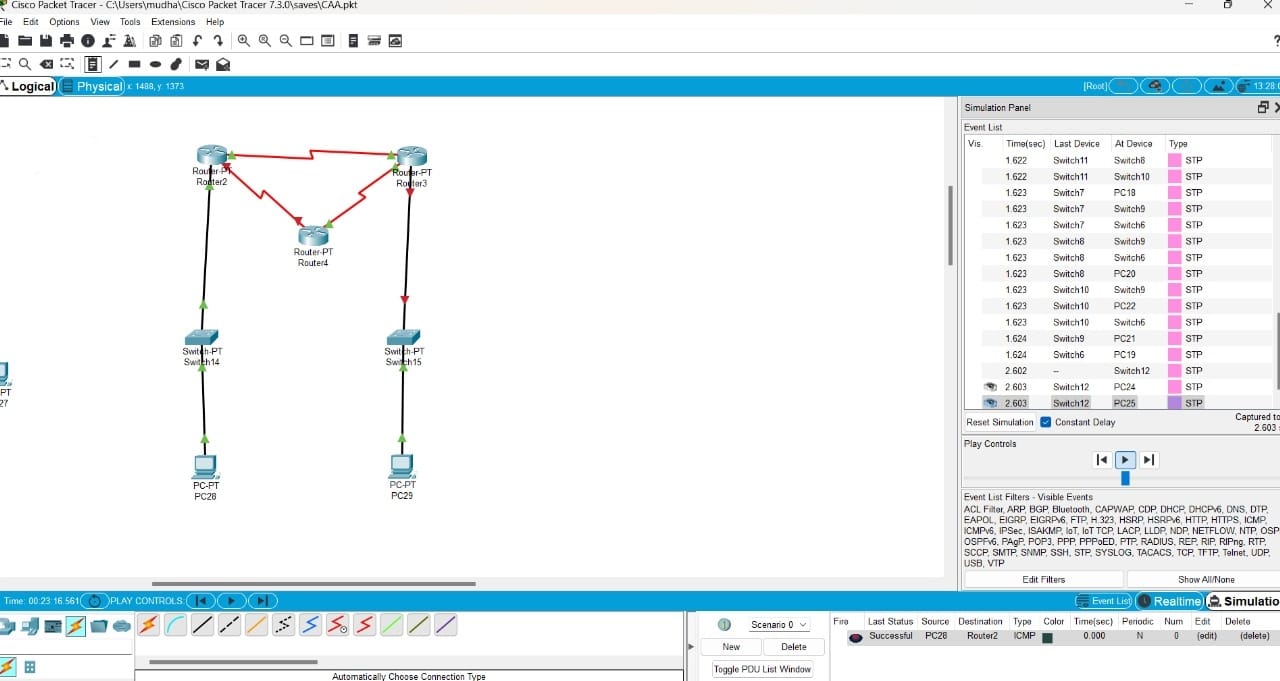 Cisco Packet Tracer - C:\Users\mudha\Cisco Packet Tracer 7.3.0\saves\CAA.pkt
File Edit Options View Tools Extensions Help
Logical Physical x: 1488, y: 1373 [Root] 13:28:0
Router-PT
Router2
Router-PT
Router3
Router-PT
Router4
Switch-PT
Switch14
Switch-PT
Switch15
PT
27
PC-PT
PC28
PC-PT
PC29
Simulation Panel
Event List
Vis. Time(sec) Last Device At Device Type
1.622 Switch11 Switch8 STP
1.622 Switch11 Switch10 STP
1.623 Switch7 PC18 STP
1.623 Switch7 Switch9 STP
1.623 Switch7 Switch6 STP
1.623 Switch8 Switch9 STP
1.623 Switch8 Switch6 STP
1.623 Switch8 PC20 STP
1.623 Switch10 Switch9 STP
1.623 Switch10 PC22 STP
1.623 Switch10 Switch6 STP
1.624 Switch9 PC21 STP
1.624 Switch6 PC19 STP
2.602 -- Switch12 STP
2.603 Switch12 PC24 STP
2.603 Switch12 PC25 STP
Reset Simulation Constant Delay Captured to
2.603 s
Play Controls
Event List Filters - Visible Events
ACL Filter, ARP, BGP, Bluetooth, CAPWAP, CDP, DHCP, DHCPv6, DNS, DTP,
EAPOL, EIGRP, EIGRPv6, FTP, H.323, HSRP, HSRPv6, HTTP, HTTPS, ICMP,
ICMPv6, IPSec, ISAKMP, IoT, IoT TCP, LACP, LLDP, NDP, NETFLOW, NTP, OSP
OSPFv6, PAgP, POP3, PPP, PPPoED, PTP, RADIUS, REP, RIP, RIPng, RTP,
SCCP, SMTP, SNMP, SSH, STP, SYSLOG, TACACS, TCP, TFTP, Telnet, UDP,
USB, VTP
Edit Filters Show All/None
Time: 00:23:16.561 PLAY CONTROLS: Event List Realtime Simulatio
Automatically Choose Connection Type
Scenario 0
New Delete
Toggle PDU List Window
Fire Last Status Source Destination Type Color Time(sec) Periodic Num Edit Delete
Successful PC28 Router2 ICMP 0.000 N 0 (edit) (delete)